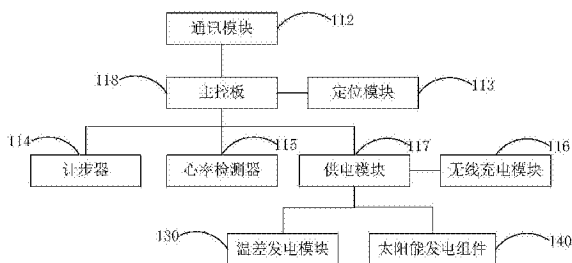 通讯模块
112
118
主控板
定位模块
113
114
115
117
116
计步器
心率检测器
供电模块
无线充电模块
130
温差发电模块
太阳能发电组件
140